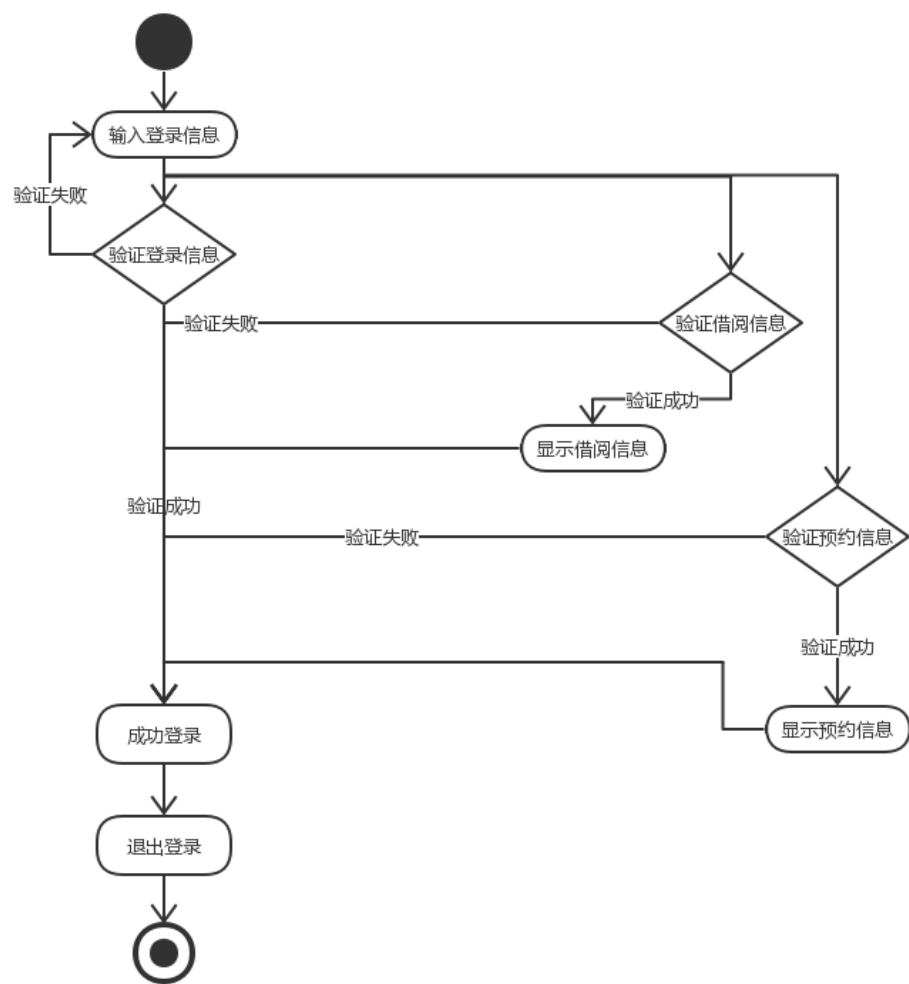 输入登录信息
验证失败
验证登录信息
验证失败
验证借阅信息
验证成功
显示借阅信息
验证成功
验证失败
验证预约信息
验证成功
成功登录
显示预约信息
退出登录